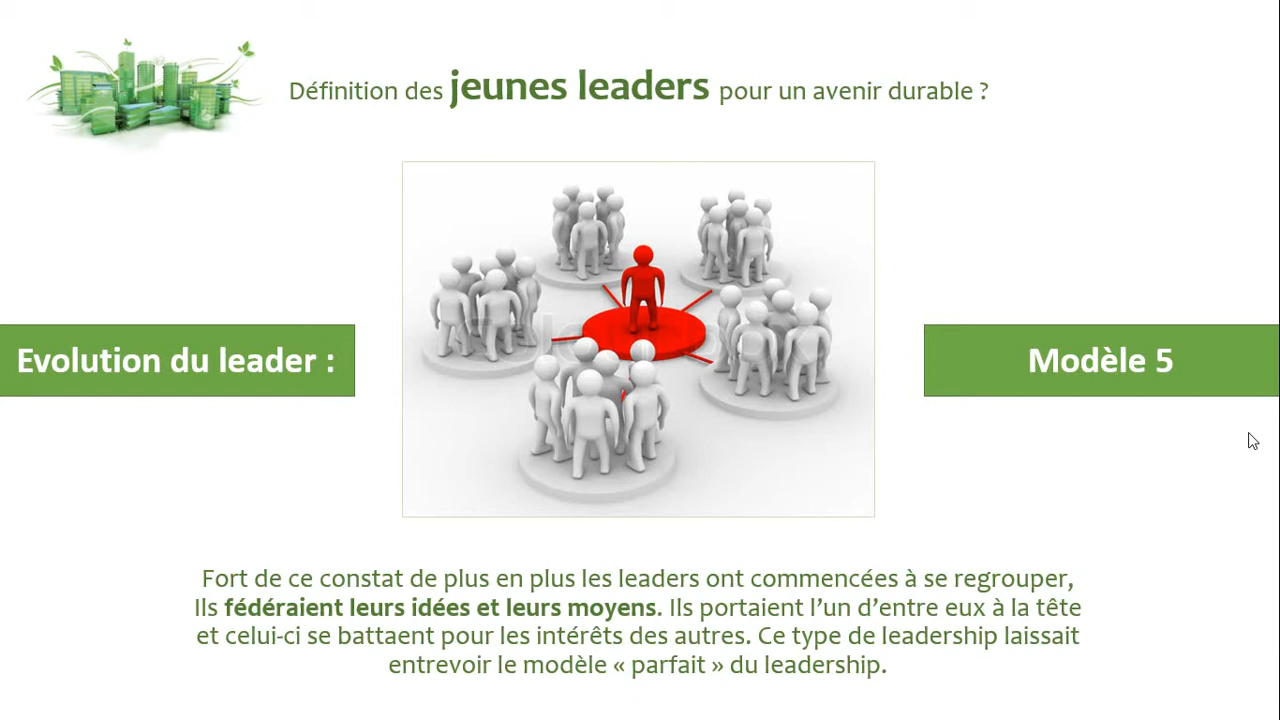 Définition des jeunes leaders pour un avenir durable ?
Evolution du leader :
Modèle 5
Fort de ce constat de plus en plus les leaders ont commencées à se regrouper,
Ils fédéraient leurs idées et leurs moyens. Ils portaient l’un d’entre eux à la tête
et celui-ci se battaent pour les intérêts des autres. Ce type de leadership laissait
entrevoir le modèle « parfait » du leadership.